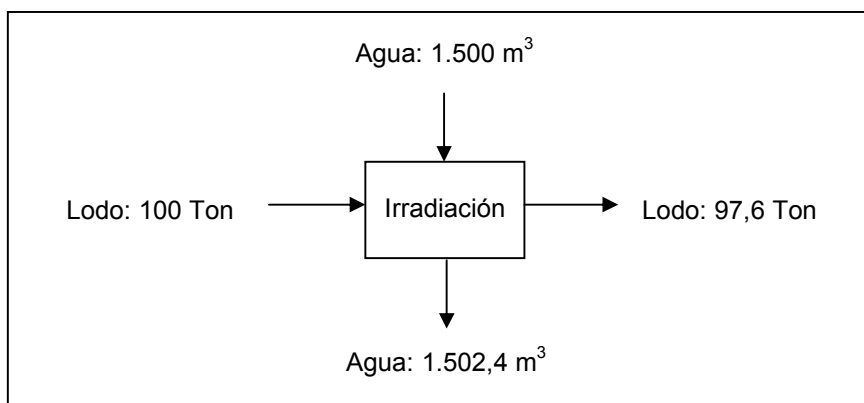 Agua: 1.500 m³
Lodo: 100 Ton
Irradiación
Lodo: 97,6 Ton
Agua: 1.502,4 m³